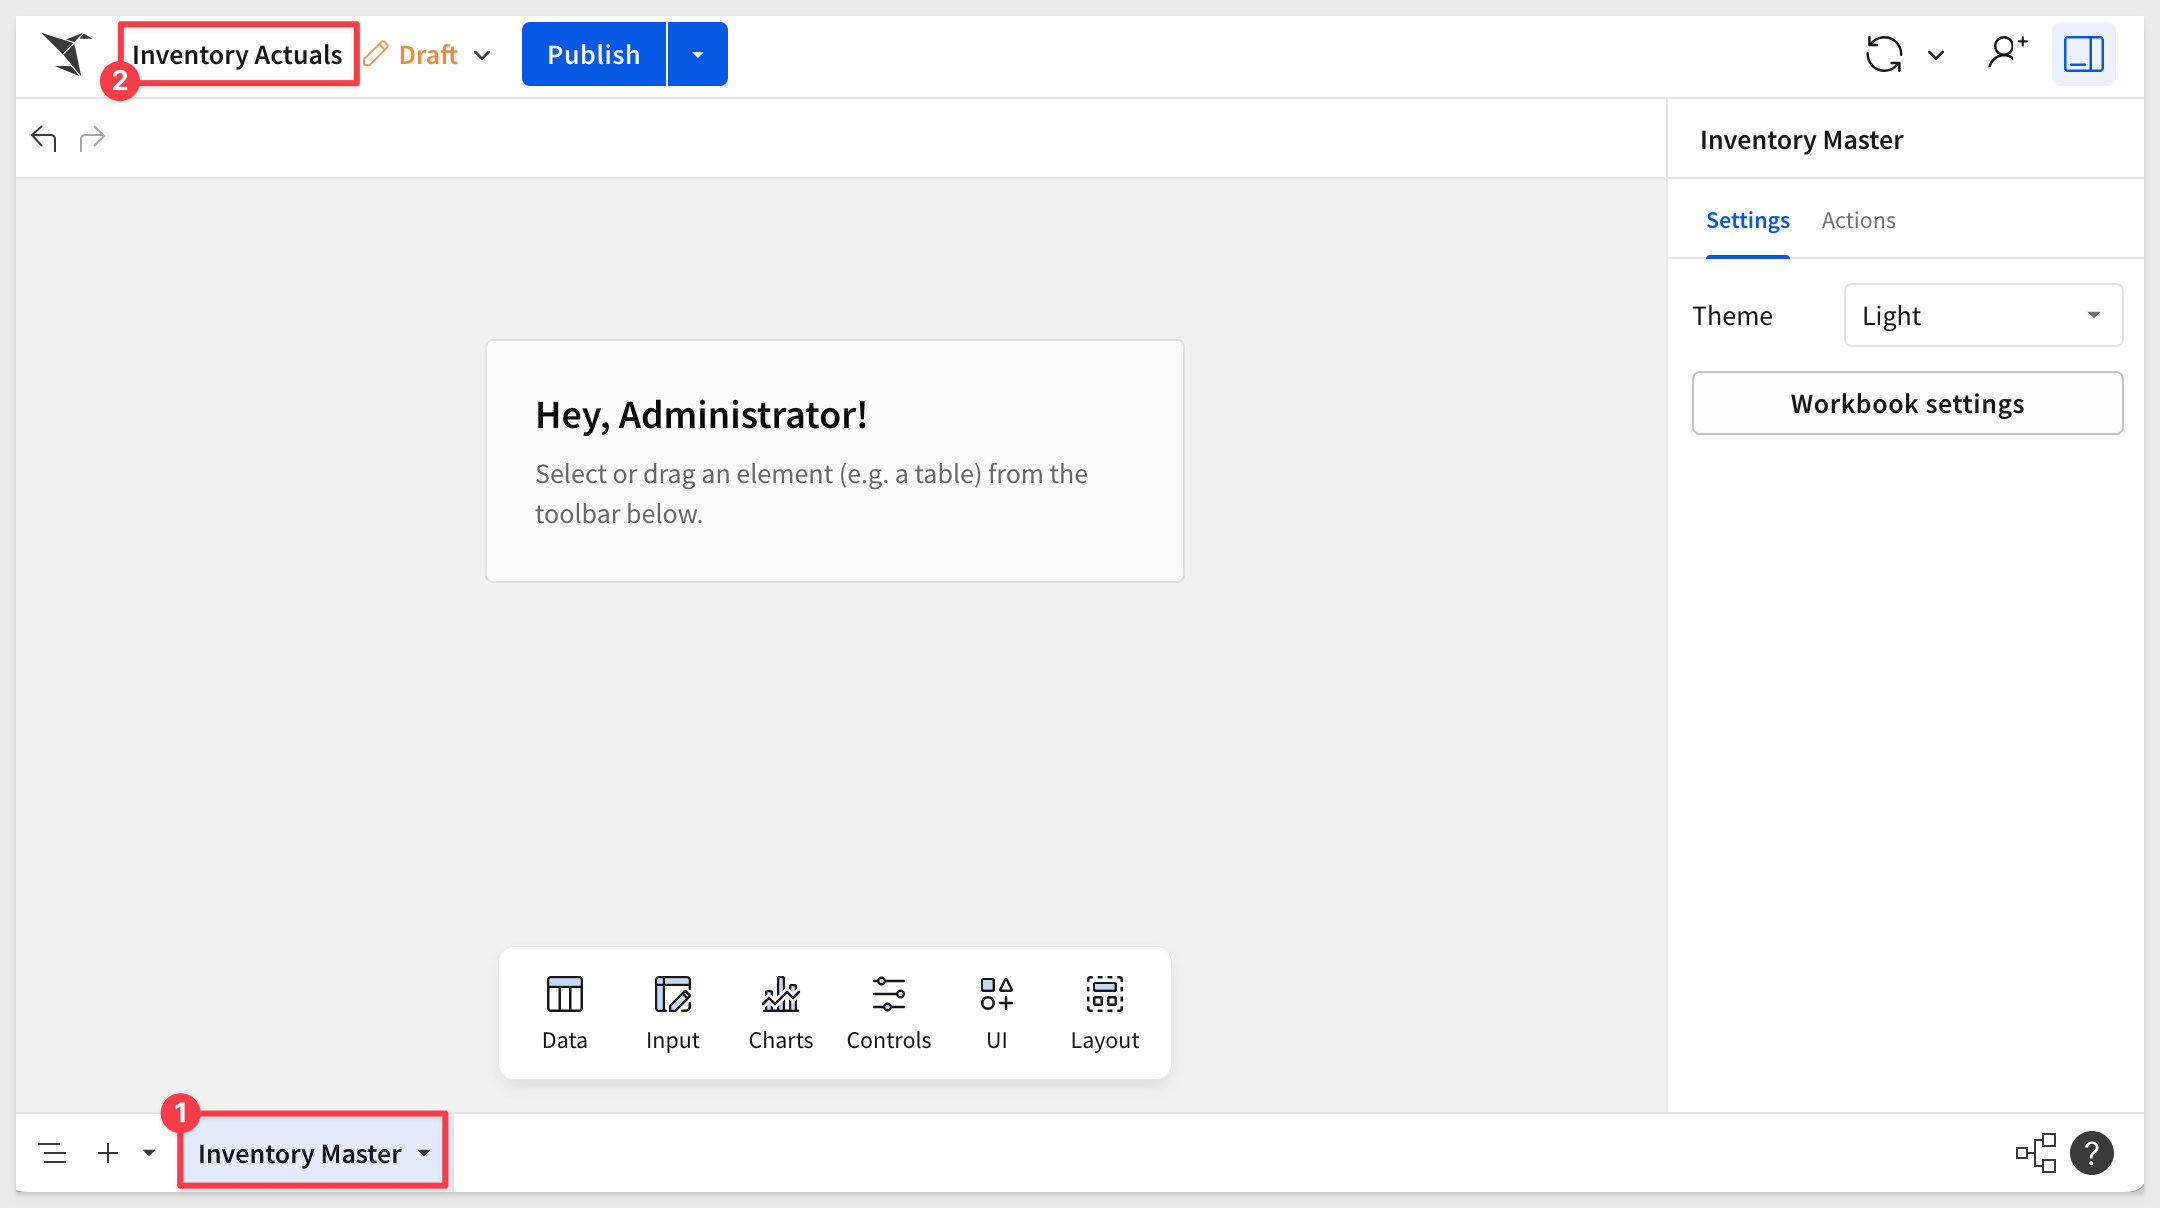 Inventory Actuals Draft Publish
2
Inventory Master
Settings Actions
Theme Light
Workbook settings
Hey, Administrator!
Select or drag an element (e.g. a table) from the
toolbar below.
Data Input Charts Controls UI Layout
1
Inventory Master ?